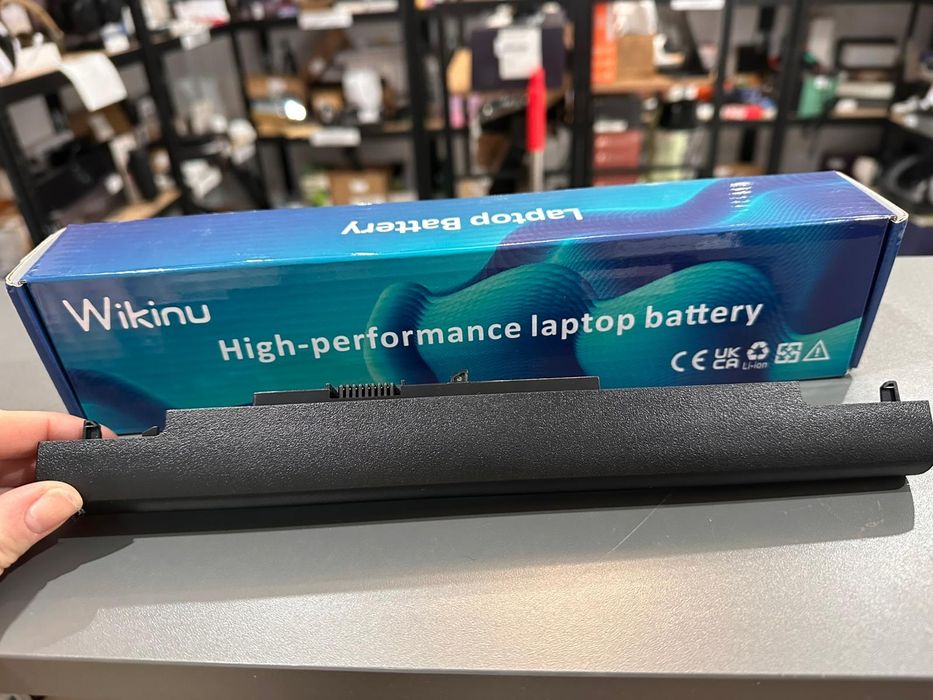 Laptop Battery
Wikinu
High-performance laptop battery
CE UK CA Li-ion